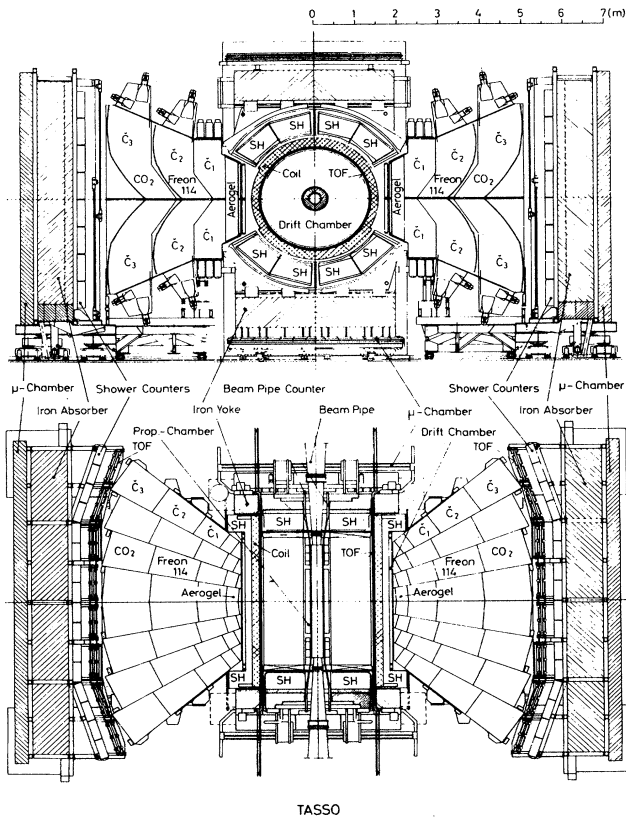 0 1 2 3 4 5 6 7(m)
SH SH SH SH
Č₃ Č₂ Č₁ Č₁ Č₂ Č₃
Coil TOF
CO₂ Freon 114 Aerogel Aerogel Freon 114 CO₂
Drift Chamber
Č₃ Č₂ Č₁ Č₁ Č₂ Č₃
SH SH SH SH
μ-Chamber Shower Counters Beam Pipe Counter Shower Counters μ-Chamber
Iron Absorber Iron Yoke Beam Pipe μ-Chamber Iron Absorber
Prop.-Chamber Drift Chamber
TOF TOF
Č₃ Č₂ Č₁ Č₁ Č₂ Č₃
SH SH SH SH
CO₂ Freon 114 Coil TOF Freon 114 CO₂
Aerogel Aerogel
SH SH SH SH
TASSO